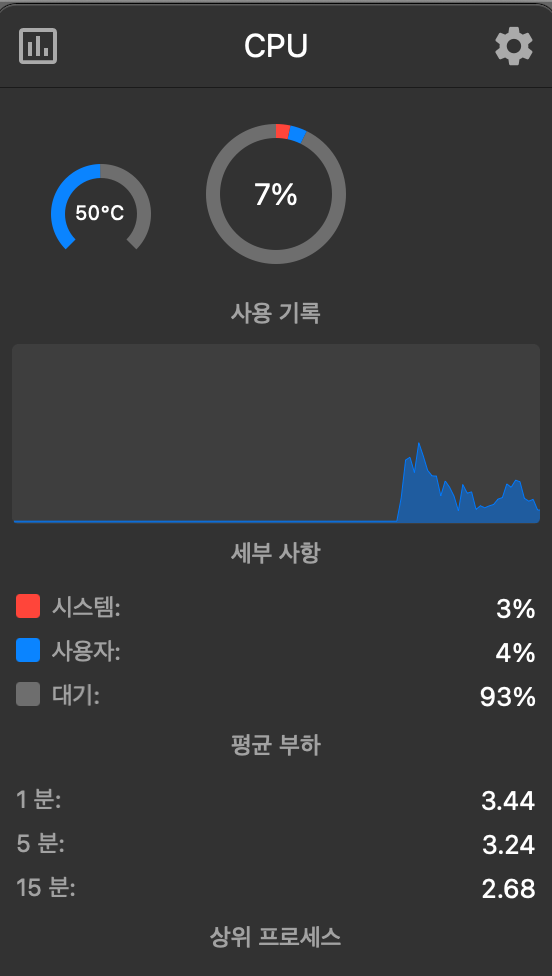 CPU
50°C
7%
사용 기록
세부 사항
시스템: 3%
사용자: 4%
대기: 93%
평균 부하
1 분: 3.44
5 분: 3.24
15 분: 2.68
상위 프로세스